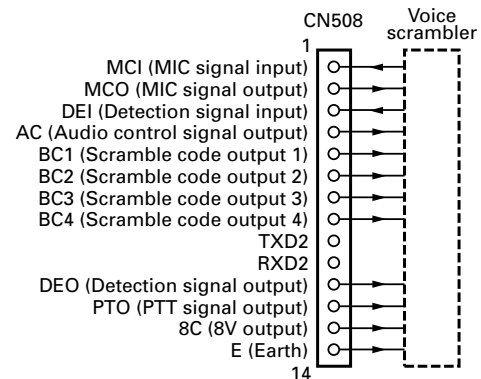 CN508
Voice
scrambler
1
MCI (MIC signal input)
MCO (MIC signal output)
DEI (Detection signal input)
AC (Audio control signal output)
BC1 (Scramble code output 1)
BC2 (Scramble code output 2)
BC3 (Scramble code output 3)
BC4 (Scramble code output 4)
TXD2
RXD2
DEO (Detection signal output)
PTO (PTT signal output)
8C (8V output)
E (Earth)
14